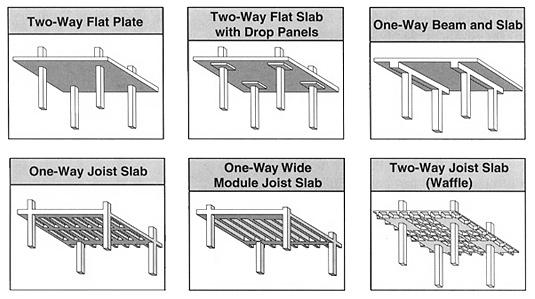 Two-Way Flat Plate
Two-Way Flat Slab
with Drop Panels
One-Way Beam and Slab
One-Way Joist Slab
One-Way Wide
Module Joist Slab
Two-Way Joist Slab
(Waffle)